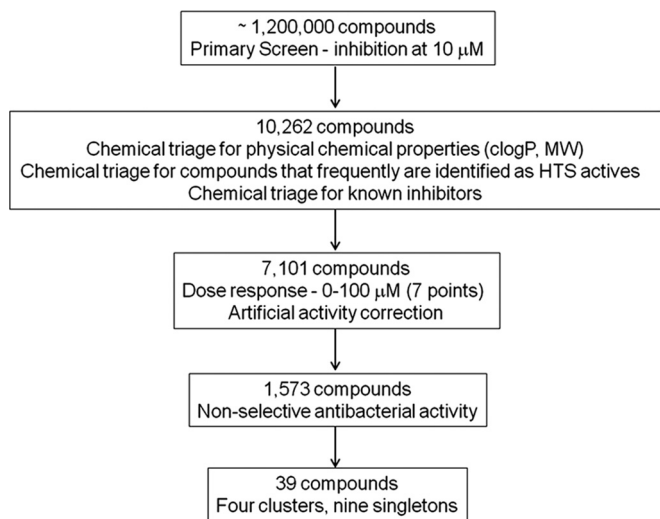 ~ 1,200,000 compounds
Primary Screen - inhibition at 10 μM
10,262 compounds
Chemical triage for physical chemical properties (clogP, MW)
Chemical triage for compounds that frequently are identified as HTS actives
Chemical triage for known inhibitors
7,101 compounds
Dose response - 0-100 μM (7 points)
Artificial activity correction
1,573 compounds
Non-selective antibacterial activity
39 compounds
Four clusters, nine singletons